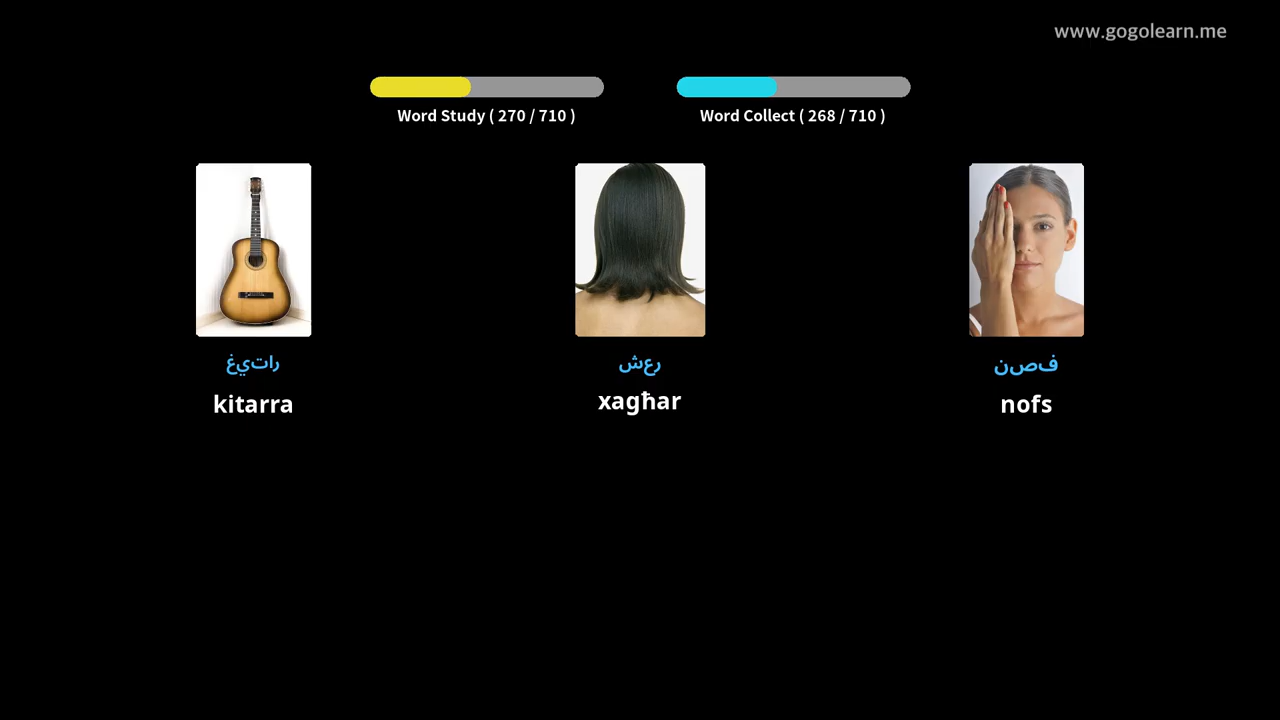 www.gogolearn.me
Word Study ( 270 / 710 )
Word Collect ( 268 / 710 )
راتيغ
kitarra
رعش
xagħar
فصن
nofs